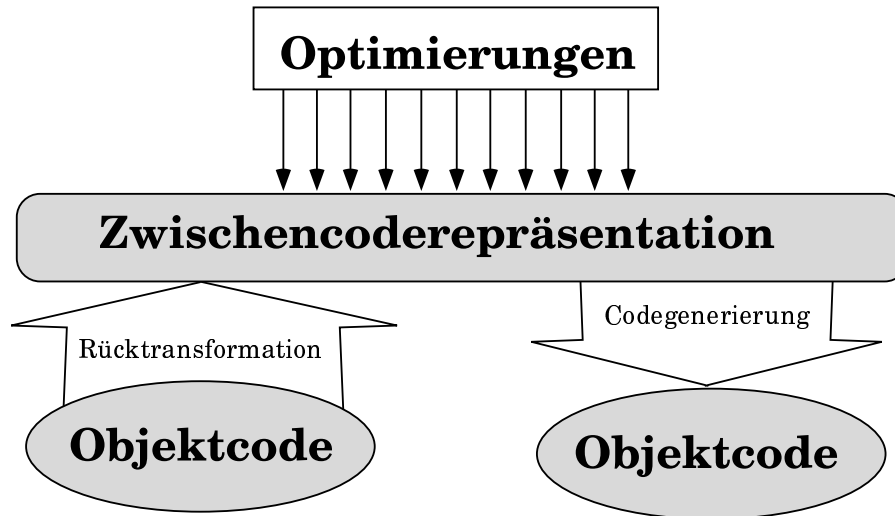 Optimierungen
Zwischencoderepräsentation
Codegenerierung
Rücktransformation
Objektcode
Objektcode